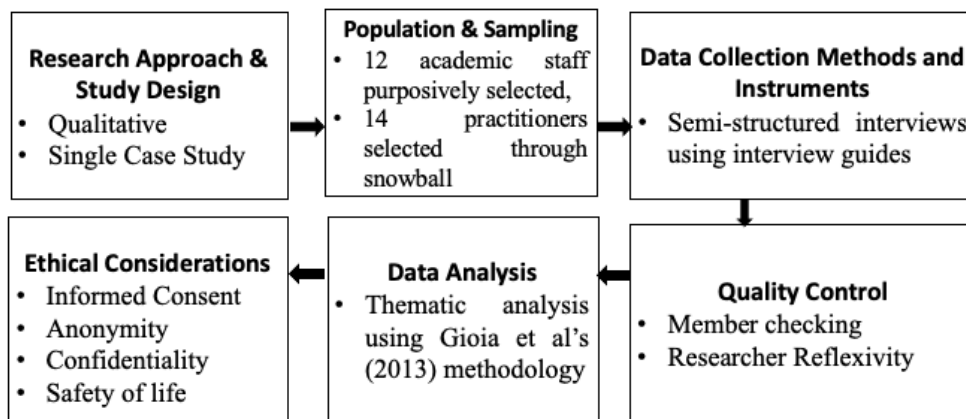 Research Approach &
Study Design
• Qualitative
• Single Case Study
Population & Sampling
• 12 academic staff
purposively selected,
• 14 practitioners
selected through
snowball
Data Collection Methods and
Instruments
• Semi-structured interviews
using interview guides
Quality Control
• Member checking
• Researcher Reflexivity
Data Analysis
• Thematic analysis
using Gioia et al’s
(2013) methodology
Ethical Considerations
• Informed Consent
• Anonymity
• Confidentiality
• Safety of life